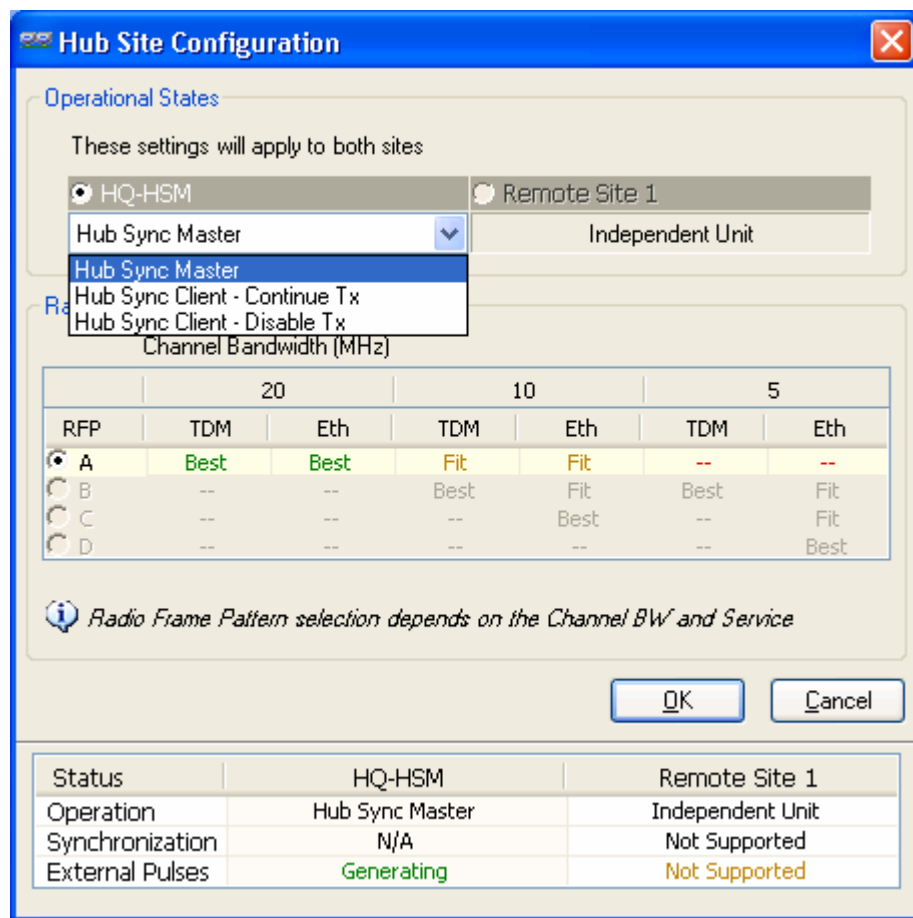 Hub Site Configuration
Operational States
These settings will apply to both sites
HQ-HSM Remote Site 1
Hub Sync Master Independent Unit
Hub Sync Master
Hub Sync Client - Continue Tx
Hub Sync Client - Disable Tx
Ra
Channel Bandwidth (MHz)
20 10 5
RFP TDM Eth TDM Eth TDM Eth
A Best Best Fit Fit -- --
B -- -- Best Fit Best Fit
C -- -- -- Best -- Fit
D -- -- -- -- -- Best
Radio Frame Pattern selection depends on the Channel BW and Service
OK Cancel
Status HQ-HSM Remote Site 1
Operation Hub Sync Master Independent Unit
Synchronization N/A Not Supported
External Pulses Generating Not Supported